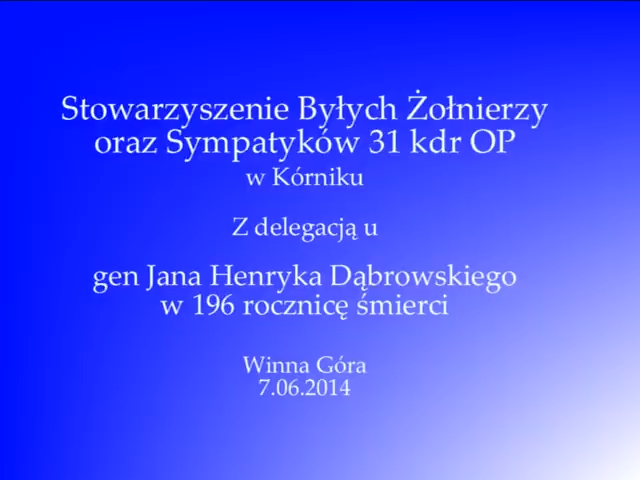 Stowarzyszenie Byłych Żołnierzy
oraz Sympatyków 31 kdr OP
w Kórniku
Z delegacją u
gen Jana Henryka Dąbrowskiego
w 196 rocznicę śmierci
Winna Góra
7.06.2014